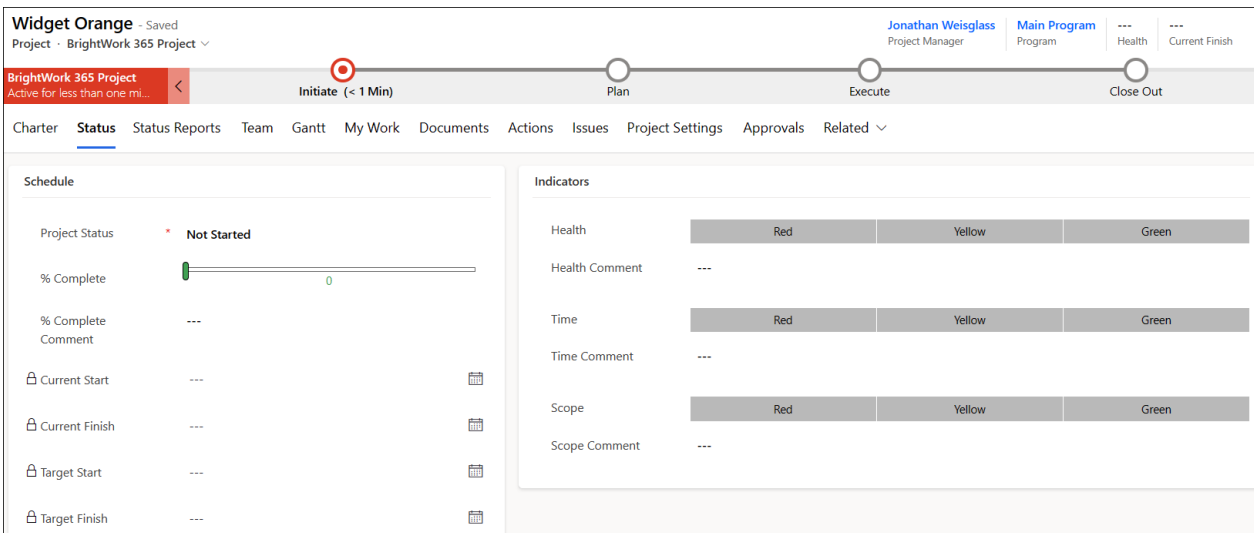 Widget Orange - Saved
Project · BrightWork 365 Project
Jonathan Weisglass
Project Manager
Main Program
Program
---
Health
---
Current Finish
BrightWork 365 Project
Active for less than one mi...
Initiate (< 1 Min)
Plan
Execute
Close Out
Charter Status Status Reports Team Gantt My Work Documents Actions Issues Project Settings Approvals Related
Schedule
Project Status * Not Started
% Complete
0
% Complete
Comment
---
Current Start ---
Current Finish ---
Target Start ---
Target Finish ---
Indicators
Health Red Yellow Green
Health Comment ---
Time Red Yellow Green
Time Comment ---
Scope Red Yellow Green
Scope Comment ---